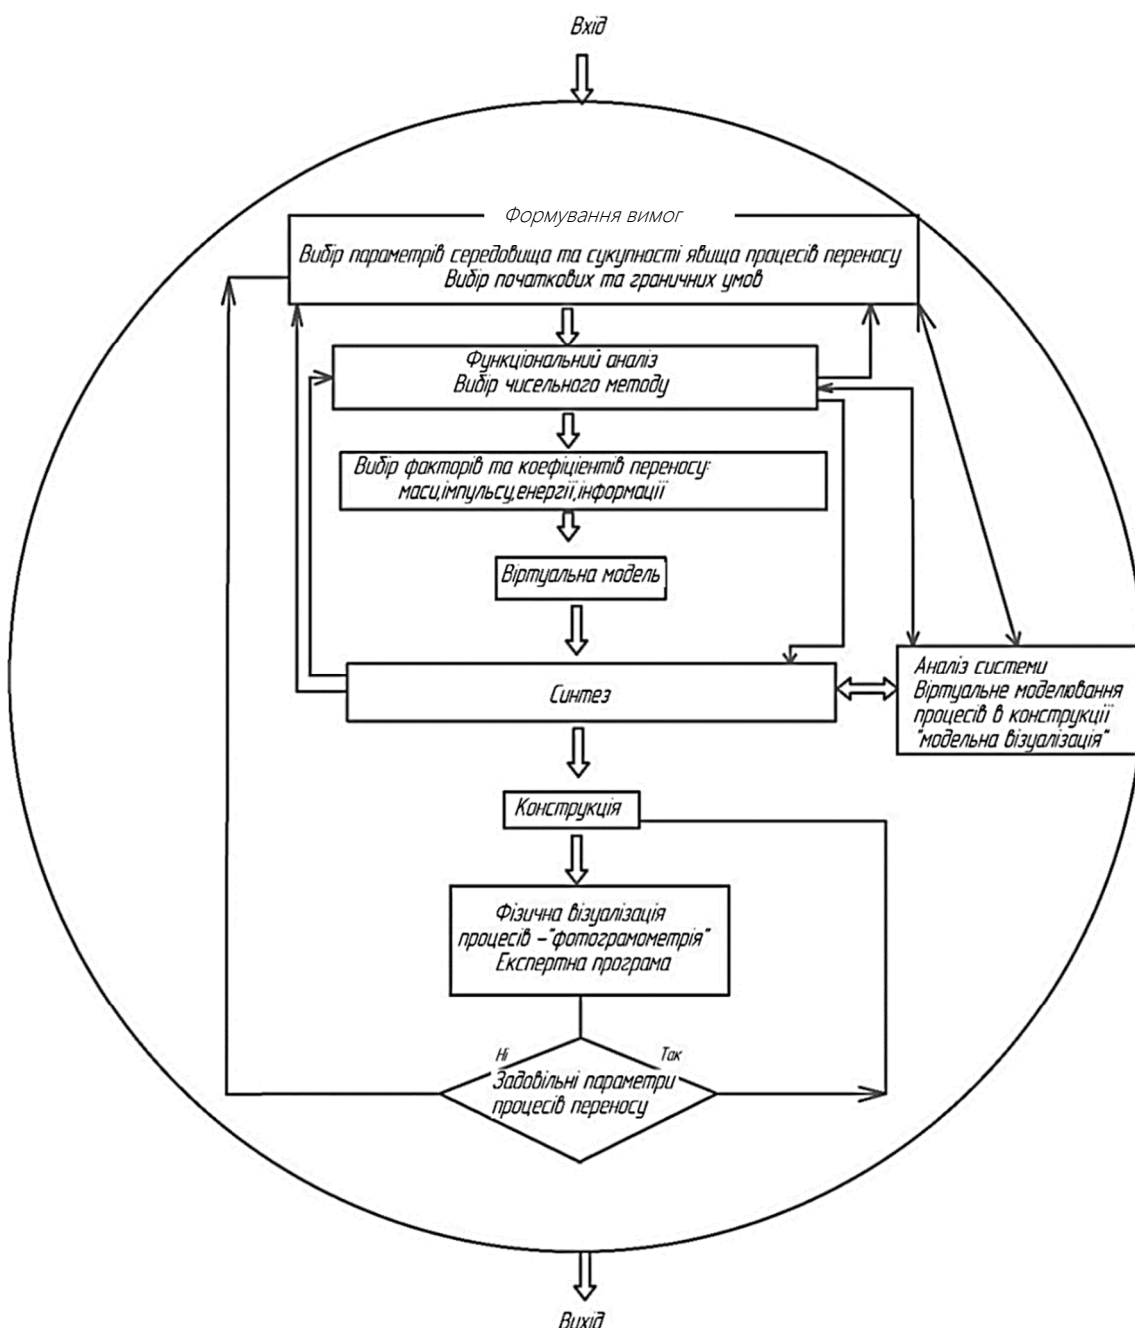 Вхід
Формування вимог
Вибір параметрів середовища та сукупності явища процесів переносу
Вибір початкових та граничних умов
Функціональний аналіз
Вибір чисельного методу
Вибір факторів та коефіцієнтів переносу:
маси,імпульсу,енергії,інформації
Віртуальна модель
Синтез
Аналіз системи
Віртуальне моделювання
процесів в конструкції
"модельна візуалізація"
Конструкція
Фізична візуалізація
процесів -"фотограмометрія"
Експертна програма
Ні
Так
Задовільні параметри
процесів переносу
Вихід